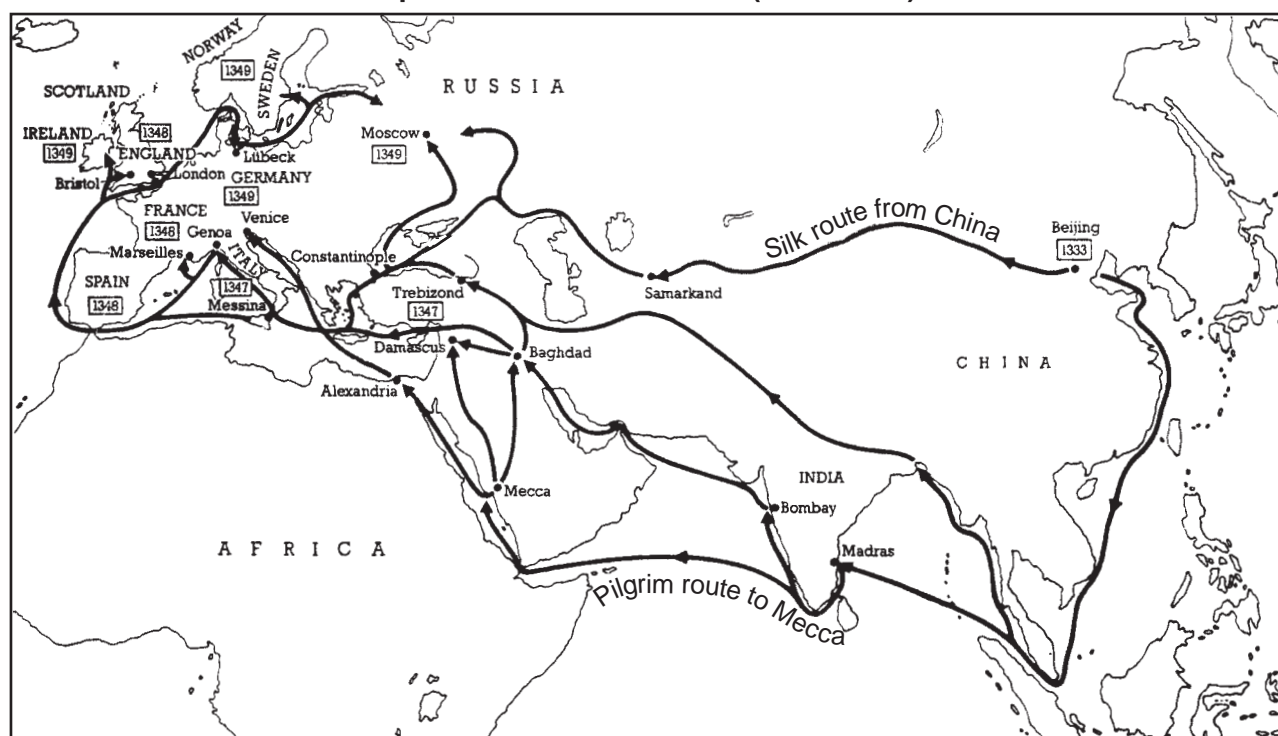 NORWAY
1349
SWEDEN
RUSSIA
SCOTLAND
IRELAND
1349
1348
ENGLAND
Moscow
1349
Lübeck
London
Bristol
GERMANY
1349
FRANCE
1348
Venice
Genoa
Marseilles
ITALY
1347
Constantinople
Silk route from China
Beijing
1333
SPAIN
1348
Messina
Trebizond
1347
Samarkand
Damascus
Baghdad
CHINA
Alexandria
Mecca
INDIA
Bombay
AFRICA
Madras
Pilgrim route to Mecca